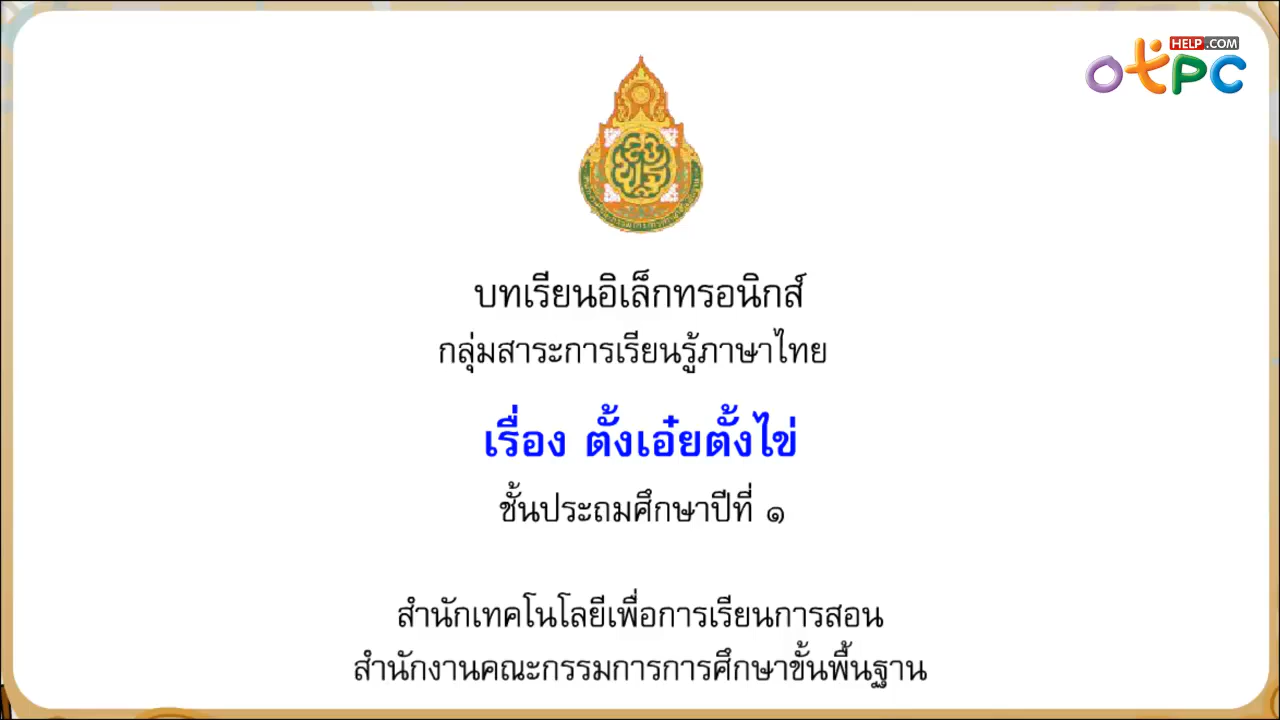 HELP.COM
OTPC
บทเรียนอิเล็กทรอนิกส์
กลุ่มสาระการเรียนรู้ภาษาไทย
เรื่อง ตั้งเอ๋ยตั้งไข่
ชั้นประถมศึกษาปีที่ ๑
สำนักเทคโนโลยีเพื่อการเรียนการสอน
สำนักงานคณะกรรมการการศึกษาขั้นพื้นฐาน